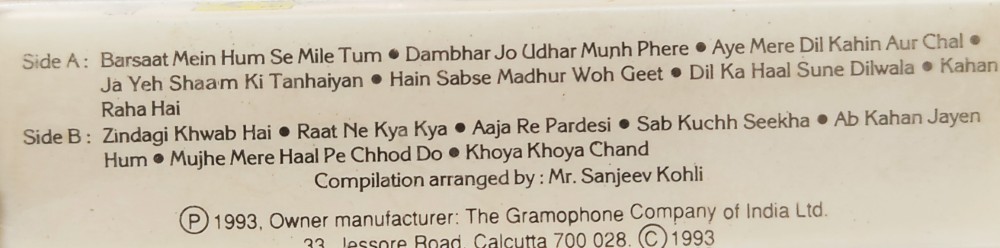 Side A : Barsaat Mein Hum Se Mile Tum • Dambhar Jo Udhar Munh Phere • Aye Mere Dil Kahin Aur Chal •
Ja Yeh Shaam Ki Tanhaiyan • Hain Sabse Madhur Woh Geet • Dil Ka Haal Sune Dilwala • Kahan
Raha Hai
Side B : Zindagi Khwab Hai • Raat Ne Kya Kya • Aaja Re Pardesi • Sab Kuchh Seekha • Ab Kahan Jayen
Hum • Mujhe Mere Haal Pe Chhod Do • Khoya Khoya Chand
Compilation arranged by : Mr. Sanjeev Kohli
Ⓟ 1993, Owner manufacturer: The Gramophone Company of India Ltd.
33, Jessore Road, Calcutta 700 028. Ⓒ 1993